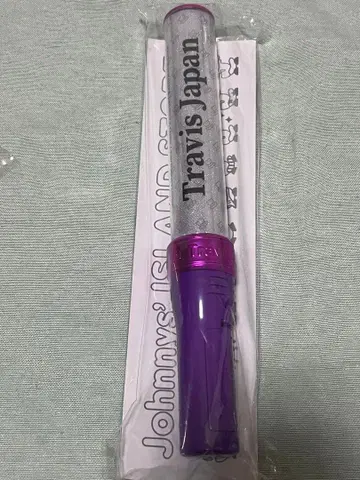 Travis Japan
Johnnys' ISLAND STORE